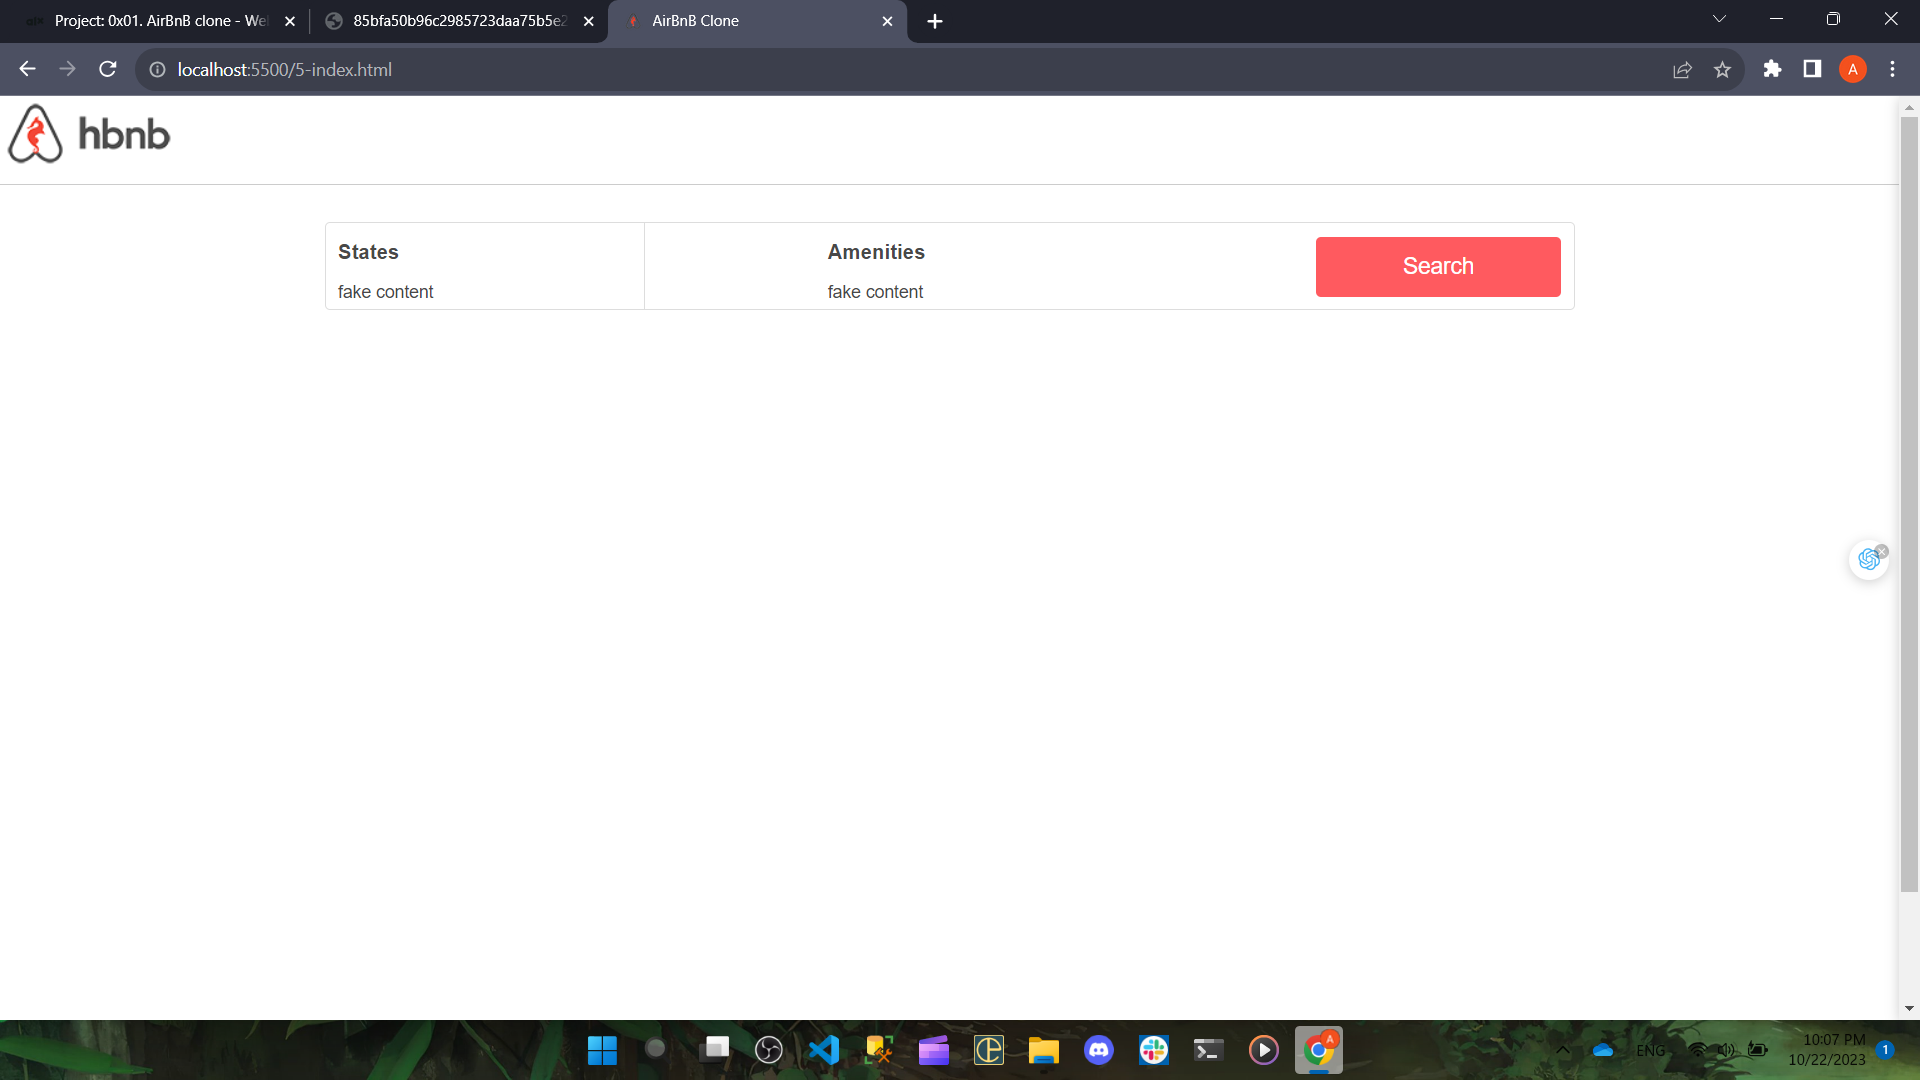 Project: 0x01. AirBnB clone - We
85bfa50b96c2985723daa75b5e2
AirBnB Clone
localhost:5500/5-index.html
A
hbnb
States
Amenities
Search
fake content
fake content
A
ENG
10:07 PM
10/22/2023
1